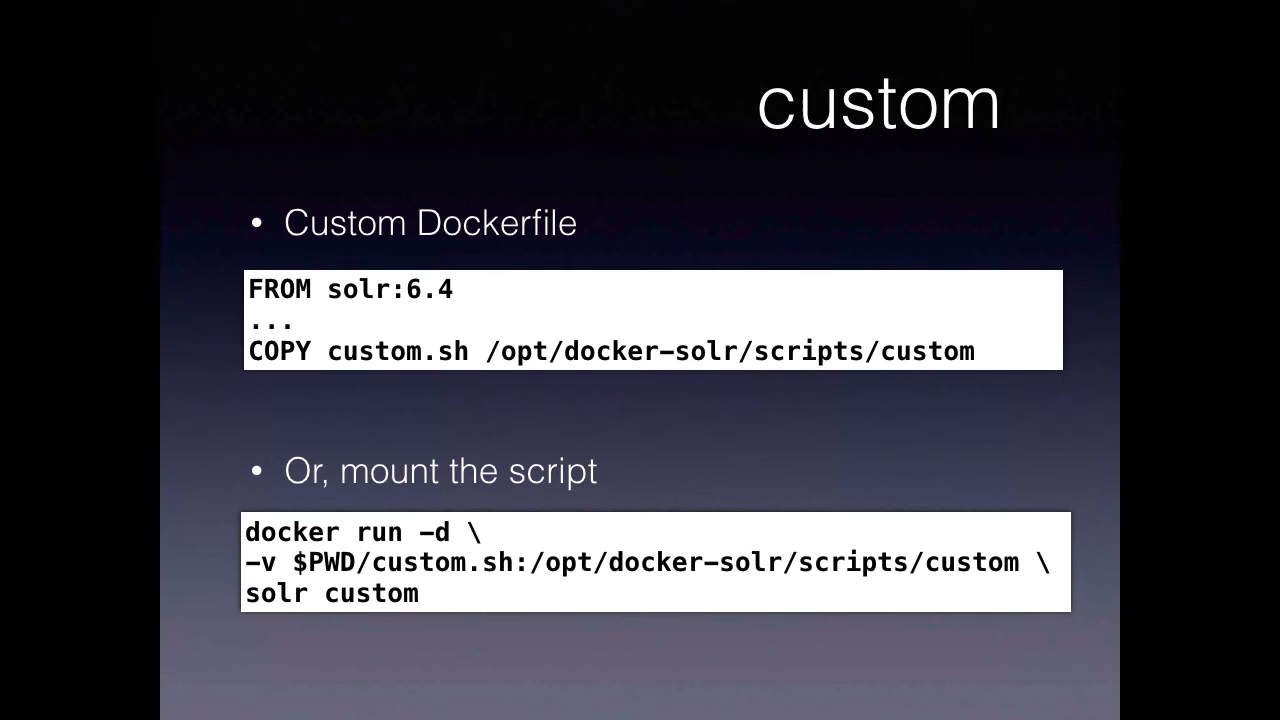 custom
• Custom Dockerfile
FROM solr:6.4
...
COPY custom.sh /opt/docker-solr/scripts/custom
• Or, mount the script
docker run -d \
-v $PWD/custom.sh:/opt/docker-solr/scripts/custom \
solr custom